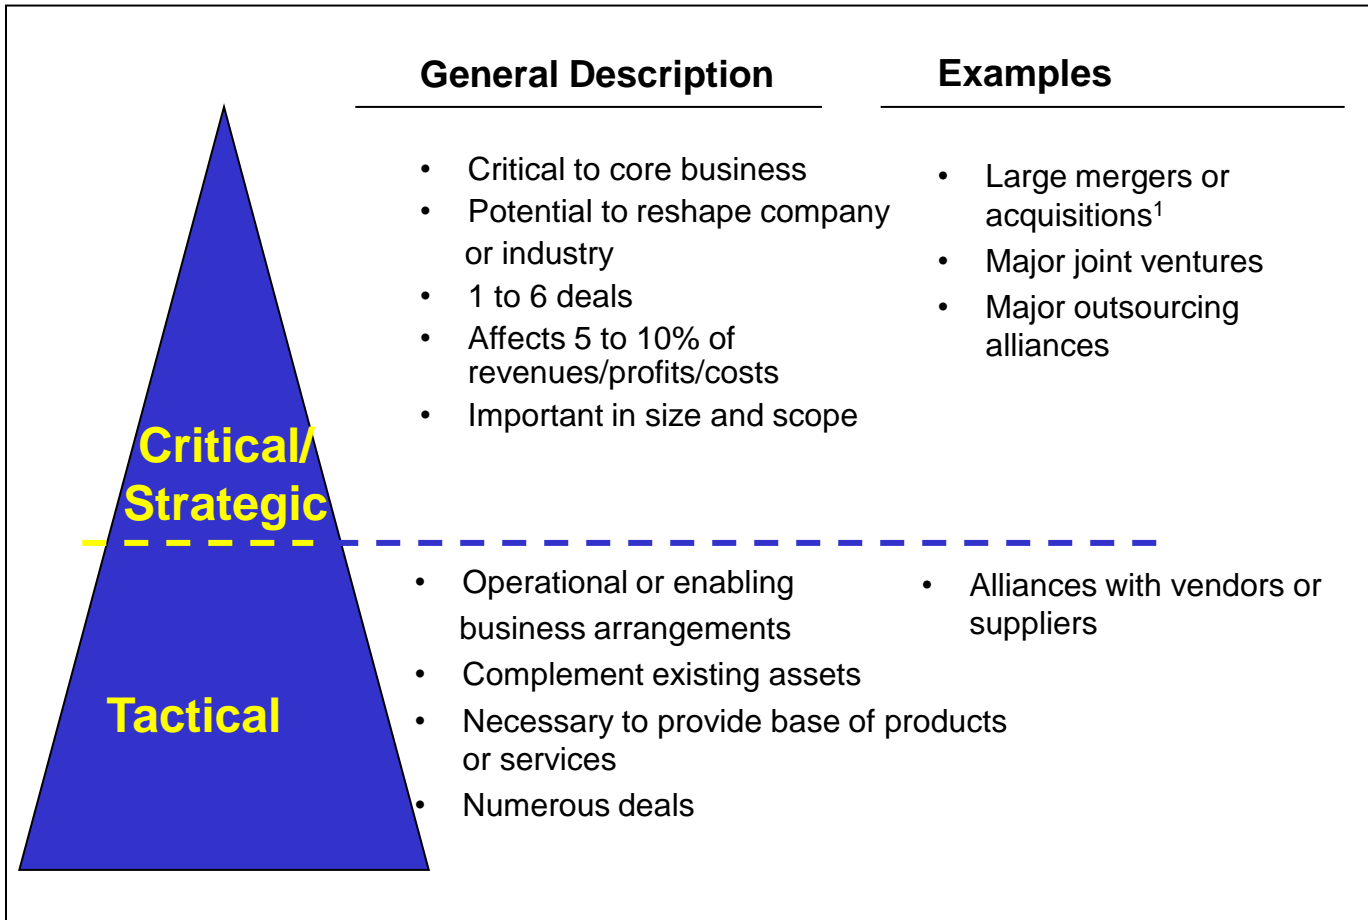 General Description
Examples
• Critical to core business
• Potential to reshape company
or industry
• 1 to 6 deals
• Affects 5 to 10% of
revenues/profits/costs
• Important in size and scope
• Large mergers or
acquisitions¹
• Major joint ventures
• Major outsourcing
alliances
Critical/
Strategic
• Operational or enabling
business arrangements
• Complement existing assets
• Necessary to provide base of products
or services
• Numerous deals
• Alliances with vendors or
suppliers
Tactical